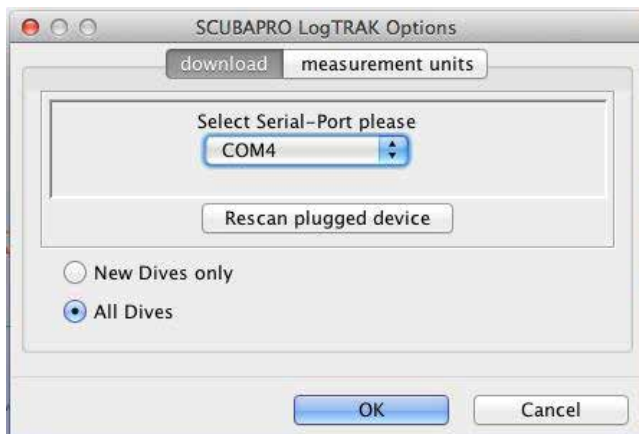 SCUBAPRO LogTRAK Options
download measurement units
Select Serial-Port please
COM4
Rescan plugged device
New Dives only
All Dives
OK Cancel